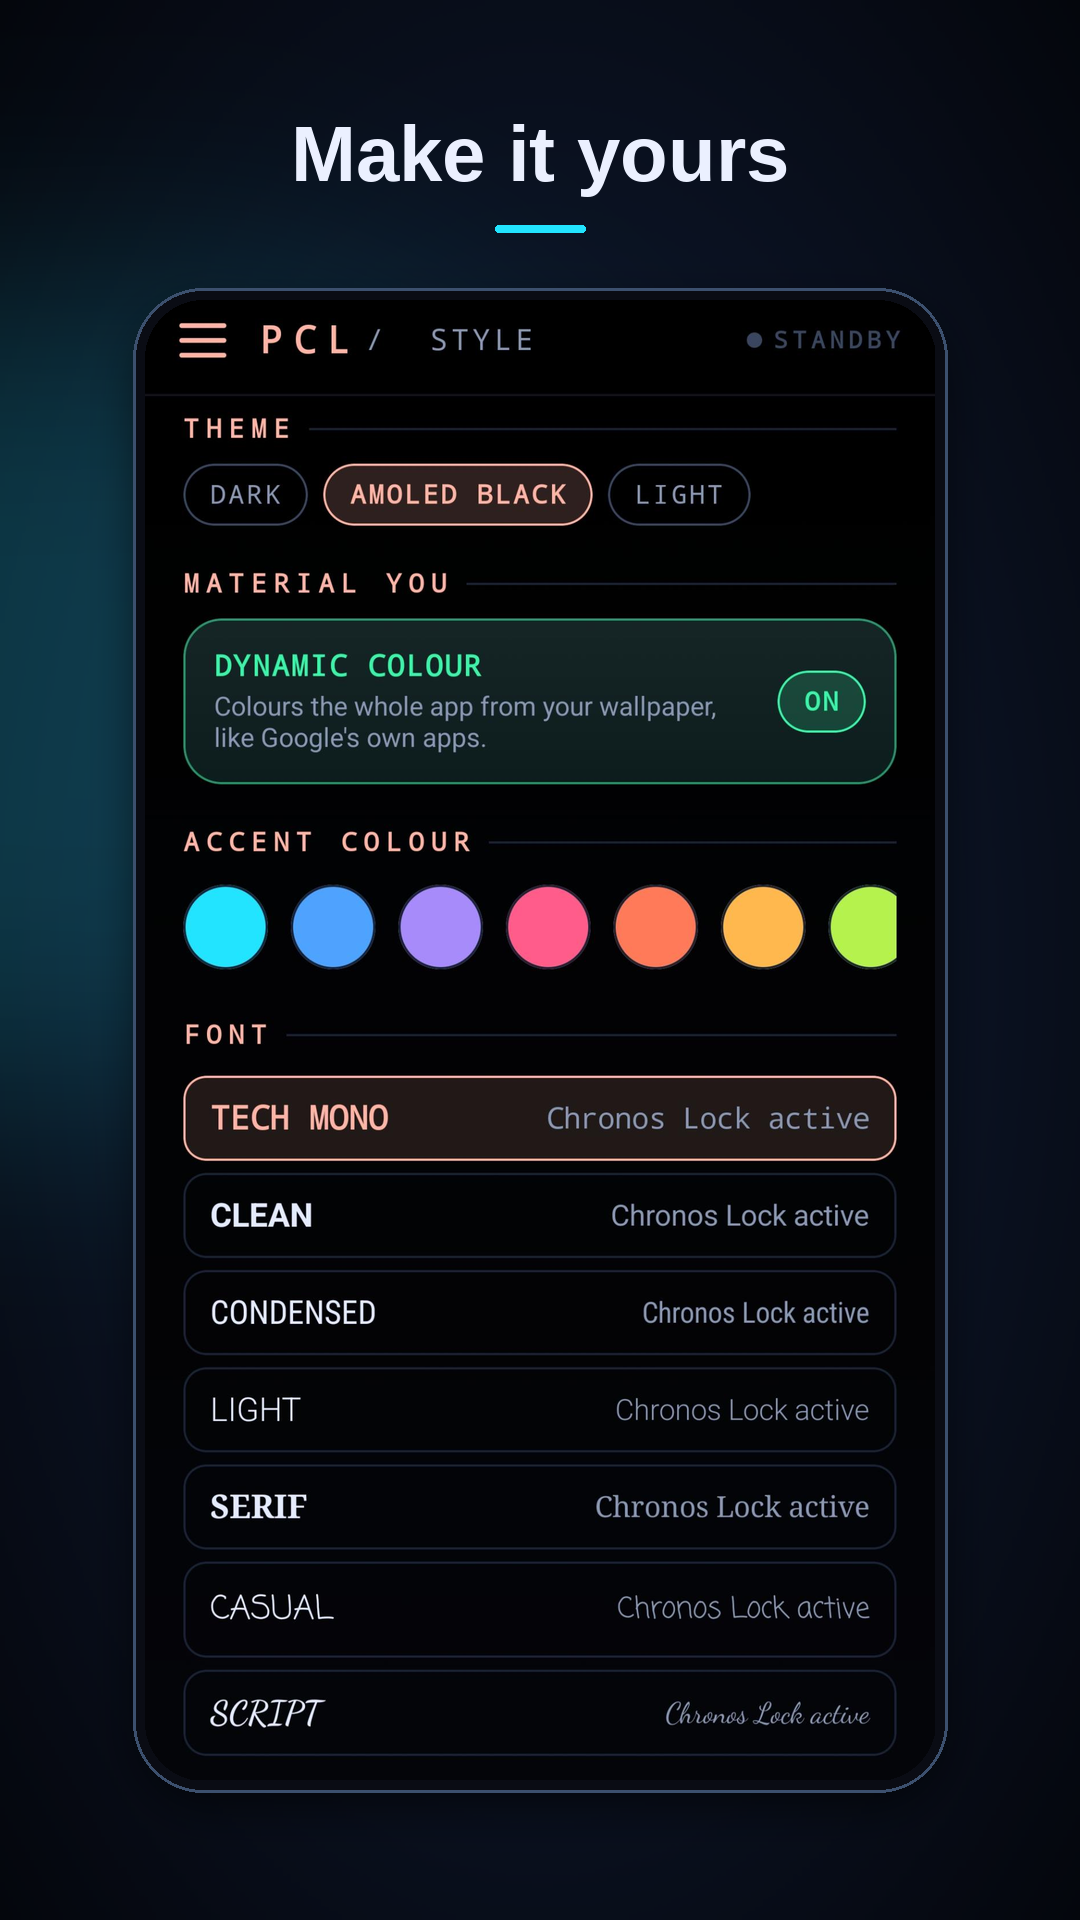 Make it yours
PCL / STYLE
STANDBY
THEME
DARK
AMOLED BLACK
LIGHT
MATERIAL YOU
DYNAMIC COLOUR
Colours the whole app from your wallpaper,
like Google's own apps.
ON
ACCENT COLOUR
FONT
TECH MONO
Chronos Lock active
CLEAN
Chronos Lock active
CONDENSED
Chronos Lock active
LIGHT
Chronos Lock active
SERIF
Chronos Lock active
CASUAL
Chronos Lock active
SCRIPT
Chronos Lock active